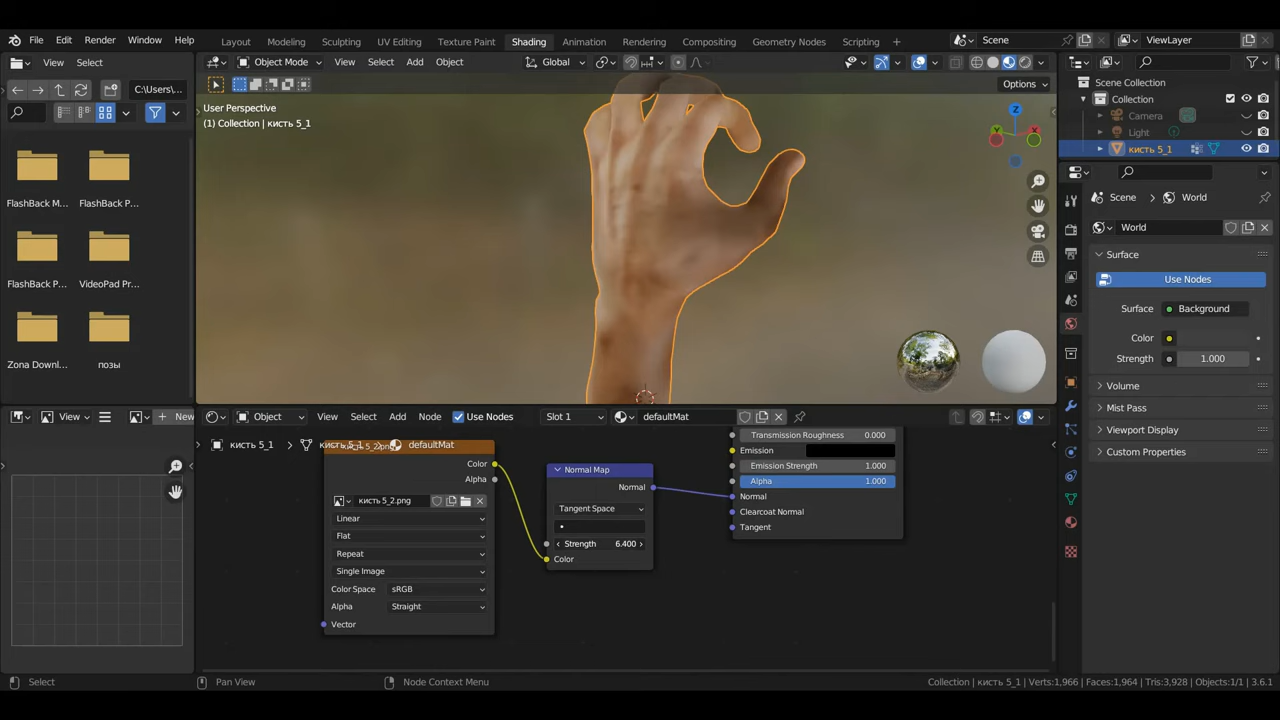 File Edit Render Window Help
Layout Modeling Sculpting UV Editing Texture Paint Shading Animation Rendering Compositing Geometry Nodes Scripting
Scene
ViewLayer
View Select
Object Mode View Select Add Object
Global
Options
C:\Users\...
User Perspective
(1) Collection | кисть 5_1
FlashBack M... FlashBack P...
FlashBack P... VideoPad Pr...
Zona Downl... позы
Z
Y
X
Scene Collection
Collection
Camera
Light
кисть 5_1
Scene > World
World
Surface
Use Nodes
Surface Background
Color
Strength 1.000
Volume
Mist Pass
Viewport Display
Custom Properties
View New
Object View Select Add Node Use Nodes Slot 1 defaultMat
кисть 5_1 > кисть 5_1 > defaultMat
Color
Alpha
кисть 5_2.png
Linear
Flat
Repeat
Single Image
Color Space sRGB
Alpha Straight
Vector
Normal Map
Normal
Tangent Space
Strength 6.400
Color
Transmission Roughness 0.000
Emission
Emission Strength 1.000
Alpha 1.000
Normal
Clearcoat Normal
Tangent
Select Pan View Node Context Menu
Collection | кисть 5_1 | Verts:1,966 | Faces:1,964 | Tris:3,928 | Objects:1/1 | 3.6.1